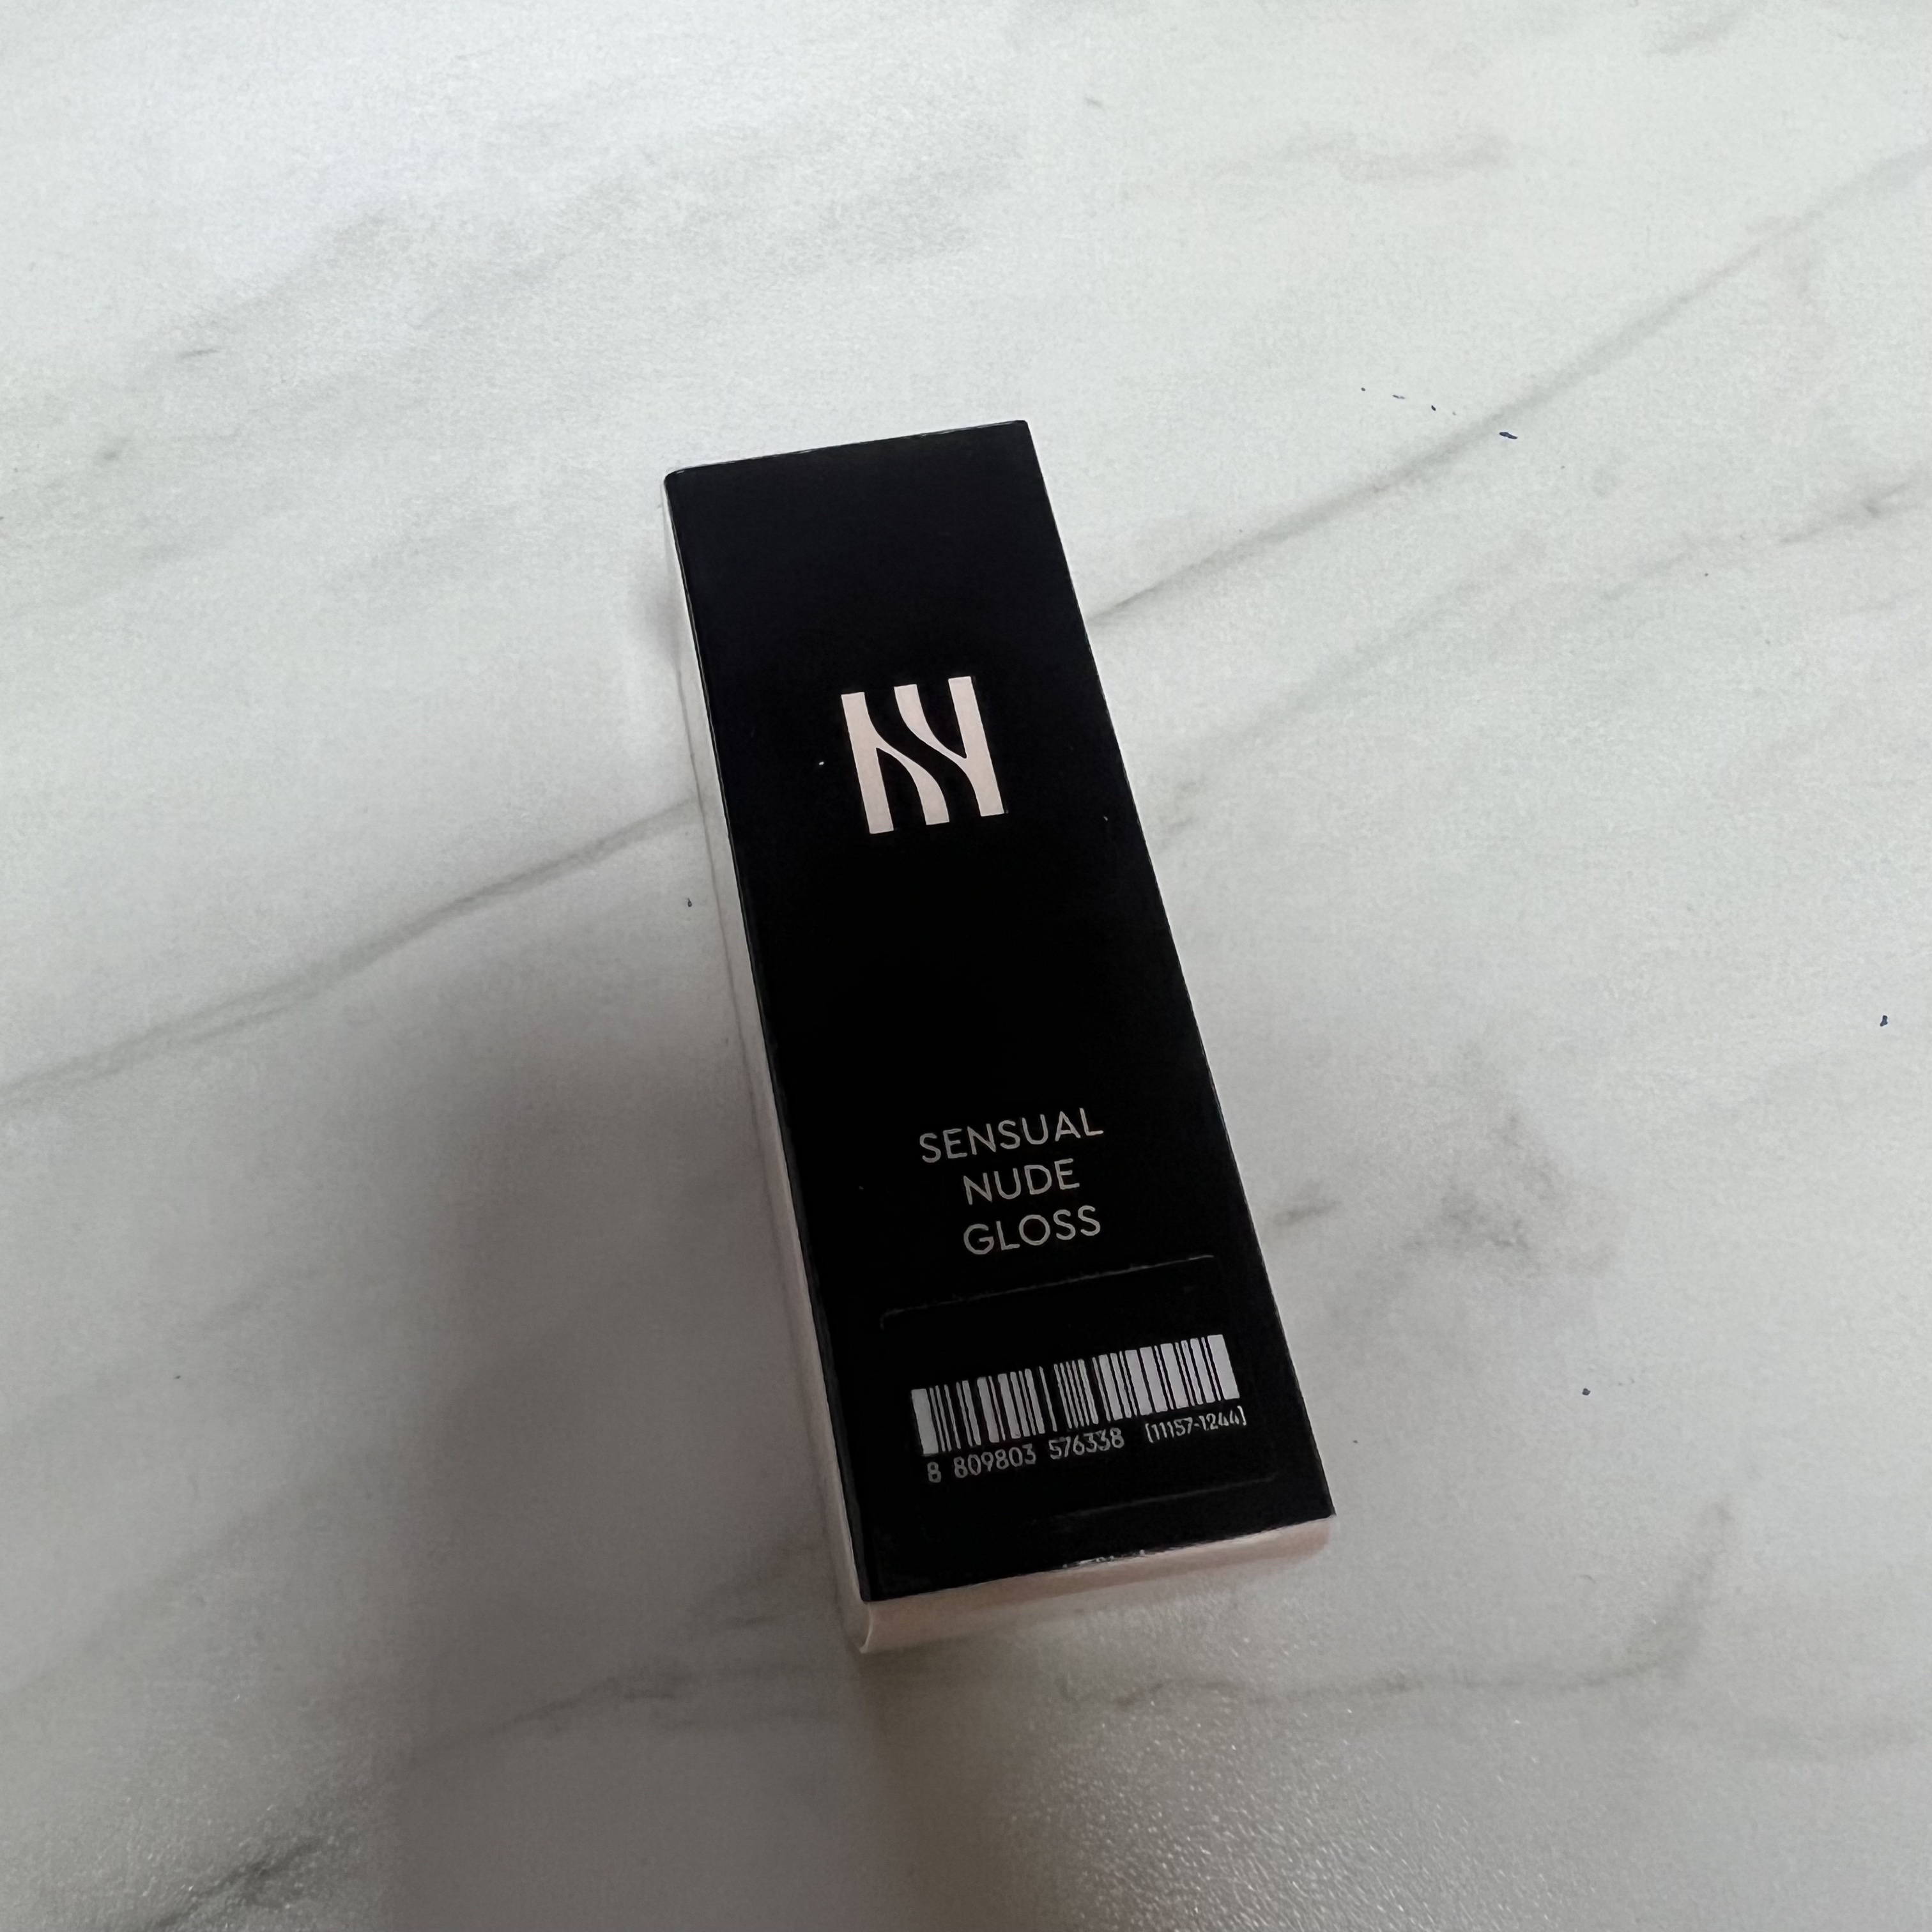 SENSUAL
NUDE
GLOSS
8 809803 576338 [11157-1244]